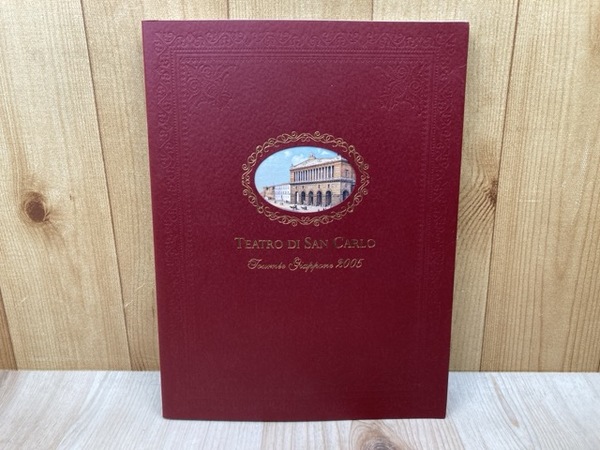 TEATRO DI SAN CARLO
Tournée Giappone 2005